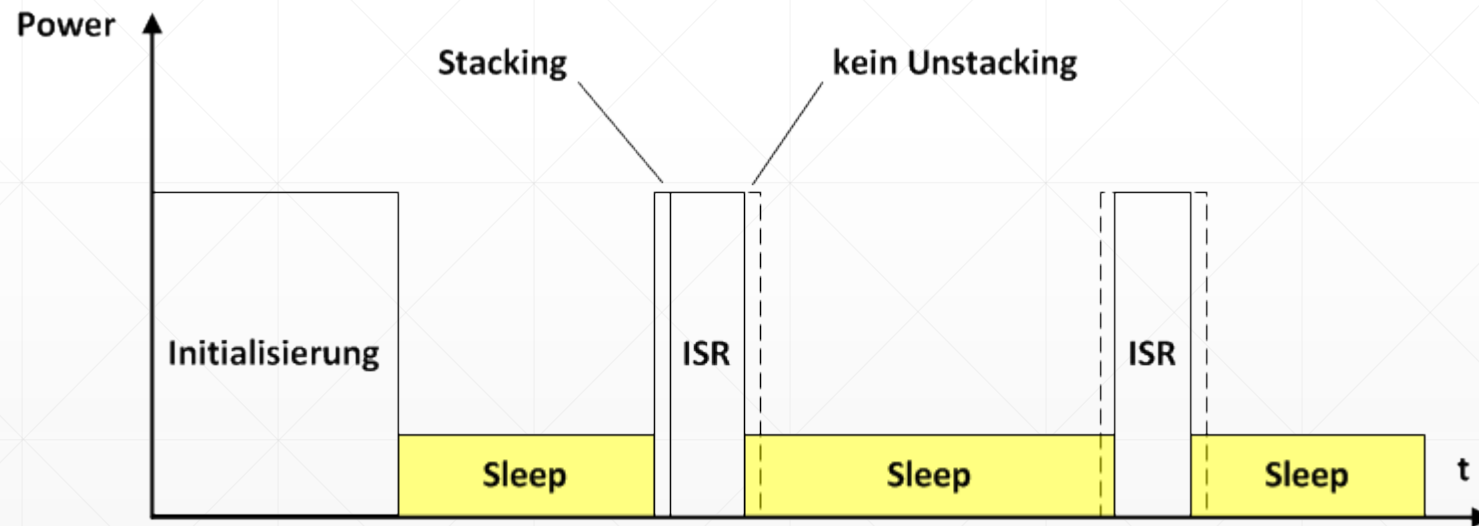 Power
Stacking
kein Unstacking
Initialisierung
ISR
ISR
Sleep
Sleep
Sleep
t